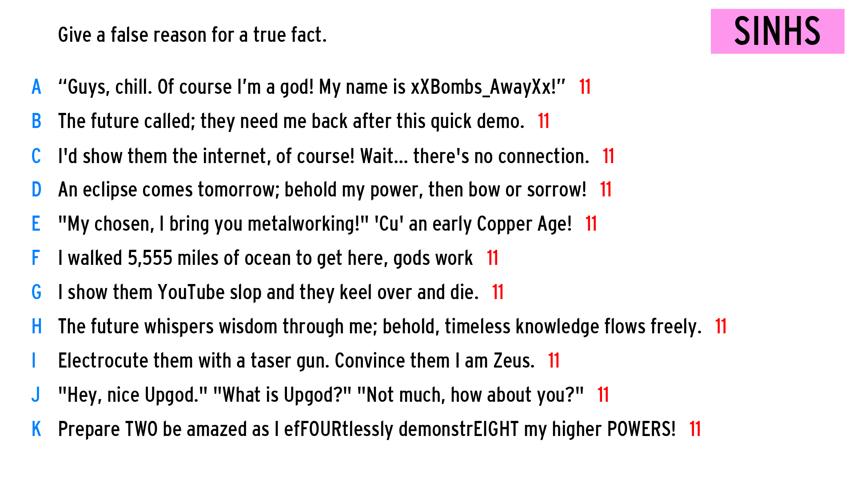 Give a false reason for a true fact.
SINHS
A “Guys, chill. Of course I’m a god! My name is xXBombs_AwayXx!” 11
B The future called; they need me back after this quick demo. 11
C I'd show them the internet, of course! Wait... there's no connection. 11
D An eclipse comes tomorrow; behold my power, then bow or sorrow! 11
E "My chosen, I bring you metalworking!" 'Cu' an early Copper Age! 11
F I walked 5,555 miles of ocean to get here, gods work 11
G I show them YouTube slop and they keel over and die. 11
H The future whispers wisdom through me; behold, timeless knowledge flows freely. 11
I Electrocute them with a taser gun. Convince them I am Zeus. 11
J "Hey, nice Upgod." "What is Upgod?" "Not much, how about you?" 11
K Prepare TWO be amazed as I efFOURtlessly demonstrEIGHT my higher POWERS! 11